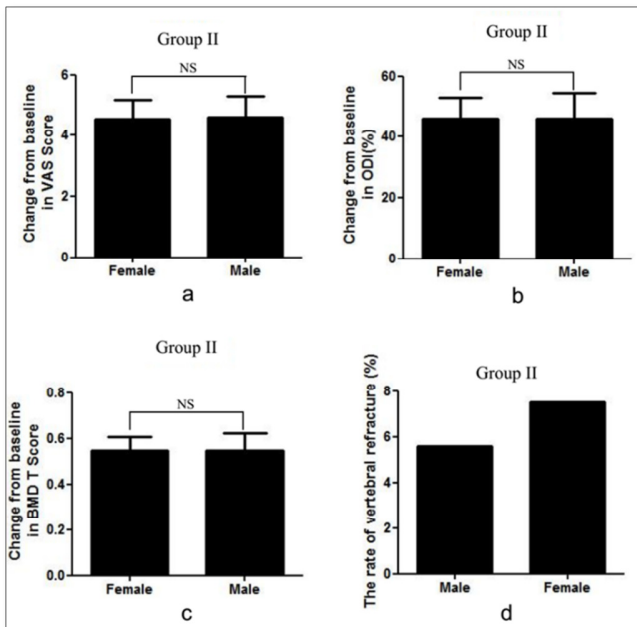 Group II
NS
Change from baseline
in VAS Score
6
4
2
0
Female Male
a
Group II
NS
Change from baseline
in ODI(%)
60
40
20
0
Female Male
b
Group II
NS
Change from baseline
in BMD T Score
0.8
0.6
0.4
0.2
0.0
Female Male
c
Group II
The rate of vertebral refracture (%)
8
6
4
2
0
Male Female
d